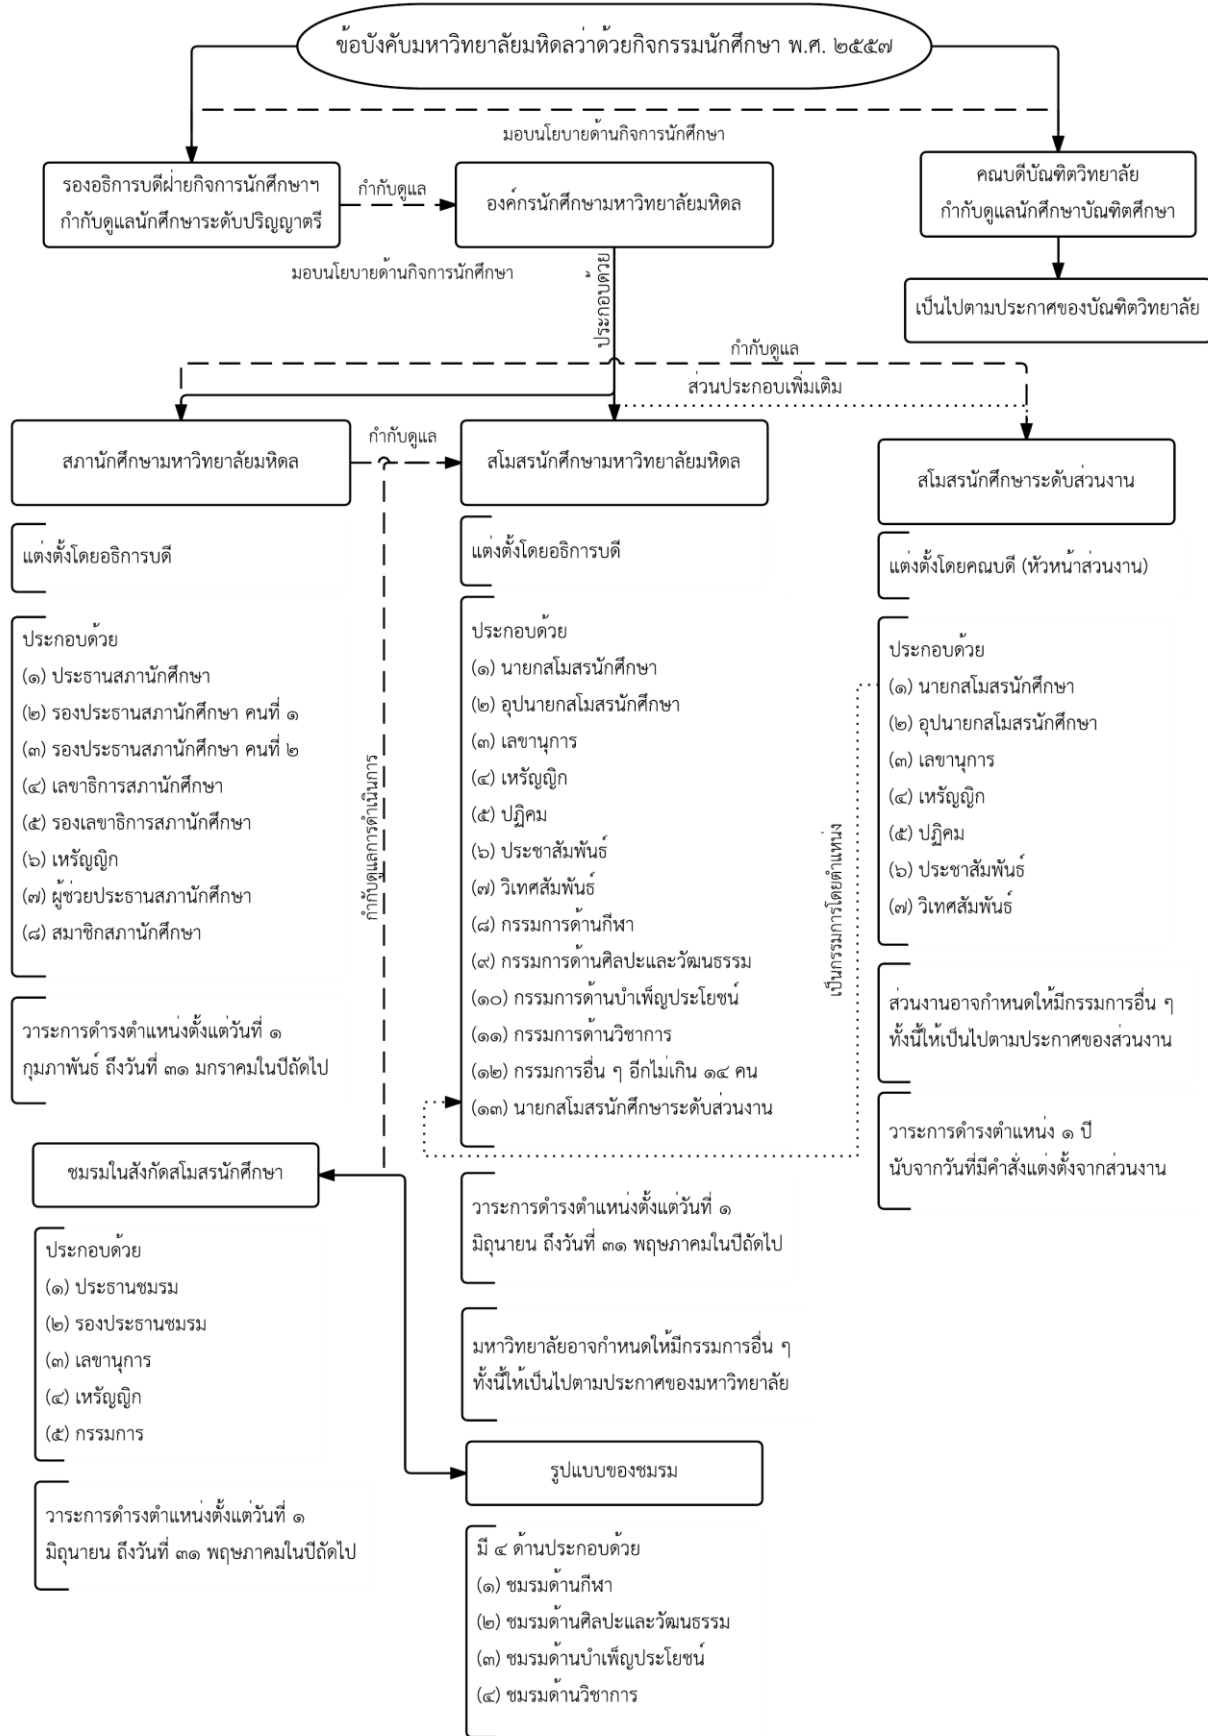 ข้อบังคับมหาวิทยาลัยมหิดลว่าด้วยกิจกรรมนักศึกษา พ.ศ. ๒๕๕๗
มอบนโยบายด้านกิจการนักศึกษา
รองอธิการบดีฝ่ายกิจการนักศึกษาฯ
กำกับดูแลนักศึกษาระดับปริญญาตรี
กำกับดูแล
องค์กรนักศึกษามหาวิทยาลัยมหิดล
คณบดีบัณฑิตวิทยาลัย
กำกับดูแลนักศึกษาบัณฑิตศึกษา
มอบนโยบายด้านกิจการนักศึกษา
ประกอบด้วย
เป็นไปตามประกาศของบัณฑิตวิทยาลัย
กำกับดูแล
ส่วนประกอบเพิ่มเติม
สภานักศึกษามหาวิทยาลัยมหิดล
กำกับดูแล
สโมสรนักศึกษามหาวิทยาลัยมหิดล
สโมสรนักศึกษาระดับส่วนงาน
แต่งตั้งโดยอธิการบดี
ประกอบด้วย
(๑) ประธานสภานักศึกษา
(๒) รองประธานสภานักศึกษา คนที่ ๑
(๓) รองประธานสภานักศึกษา คนที่ ๒
(๔) เลขาธิการสภานักศึกษา
(๕) รองเลขาธิการสภานักศึกษา
(๖) เหรัญญิก
(๗) ผู้ช่วยประธานสภานักศึกษา
(๘) สมาชิกสภานักศึกษา
วาระการดำรงตำแหน่งตั้งแต่วันที่ ๑
กุมภาพันธ์ ถึงวันที่ ๓๑ มกราคมในปีถัดไป
กำกับดูแลการดำเนินการ
แต่งตั้งโดยอธิการบดี
ประกอบด้วย
(๑) นายกสโมสรนักศึกษา
(๒) อุปนายกสโมสรนักศึกษา
(๓) เลขานุการ
(๔) เหรัญญิก
(๕) ปฏิคม
(๖) ประชาสัมพันธ์
(๗) วิเทศสัมพันธ์
(๘) กรรมการด้านกีฬา
(๙) กรรมการด้านศิลปะและวัฒนธรรม
(๑๐) กรรมการด้านบำเพ็ญประโยชน์
(๑๑) กรรมการด้านวิชาการ
(๑๒) กรรมการอื่น ๆ อีกไม่เกิน ๑๔ คน
(๑๓) นายกสโมสรนักศึกษาระดับส่วนงาน
วาระการดำรงตำแหน่งตั้งแต่วันที่ ๑
มิถุนายน ถึงวันที่ ๓๑ พฤษภาคมในปีถัดไป
มหาวิทยาลัยอาจกำหนดให้มีกรรมการอื่น ๆ
ทั้งนี้ให้เป็นไปตามประกาศของมหาวิทยาลัย
เป็นกรรมการโดยตำแหน่ง
แต่งตั้งโดยคณบดี (หัวหน้าส่วนงาน)
ประกอบด้วย
(๑) นายกสโมสรนักศึกษา
(๒) อุปนายกสโมสรนักศึกษา
(๓) เลขานุการ
(๔) เหรัญญิก
(๕) ปฏิคม
(๖) ประชาสัมพันธ์
(๗) วิเทศสัมพันธ์
ส่วนงานอาจกำหนดให้มีกรรมการอื่น ๆ
ทั้งนี้ให้เป็นไปตามประกาศของส่วนงาน
วาระการดำรงตำแหน่ง ๑ ปี
นับจากวันที่มีคำสั่งแต่งตั้งจากส่วนงาน
ชมรมในสังกัดสโมสรนักศึกษา
ประกอบด้วย
(๑) ประธานชมรม
(๒) รองประธานชมรม
(๓) เลขานุการ
(๔) เหรัญญิก
(๕) กรรมการ
วาระการดำรงตำแหน่งตั้งแต่วันที่ ๑
มิถุนายน ถึงวันที่ ๓๑ พฤษภาคมในปีถัดไป
รูปแบบของชมรม
มี ๔ ด้านประกอบด้วย
(๑) ชมรมด้านกีฬา
(๒) ชมรมด้านศิลปะและวัฒนธรรม
(๓) ชมรมด้านบำเพ็ญประโยชน์
(๔) ชมรมด้านวิชาการ